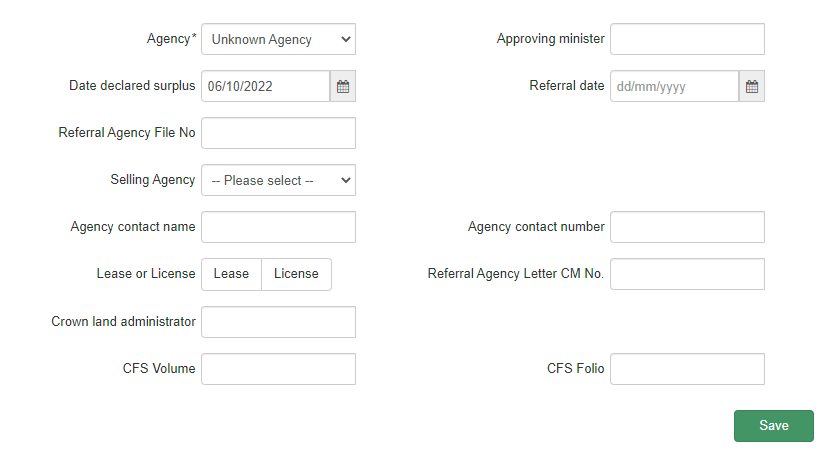 Agency* Unknown Agency Approving minister
Date declared surplus 06/10/2022 Referral date dd/mm/yyyy
Referral Agency File No
Selling Agency -- Please select --
Agency contact name Agency contact number
Lease or License Lease License Referral Agency Letter CM No.
Crown land administrator
CFS Volume CFS Folio
Save